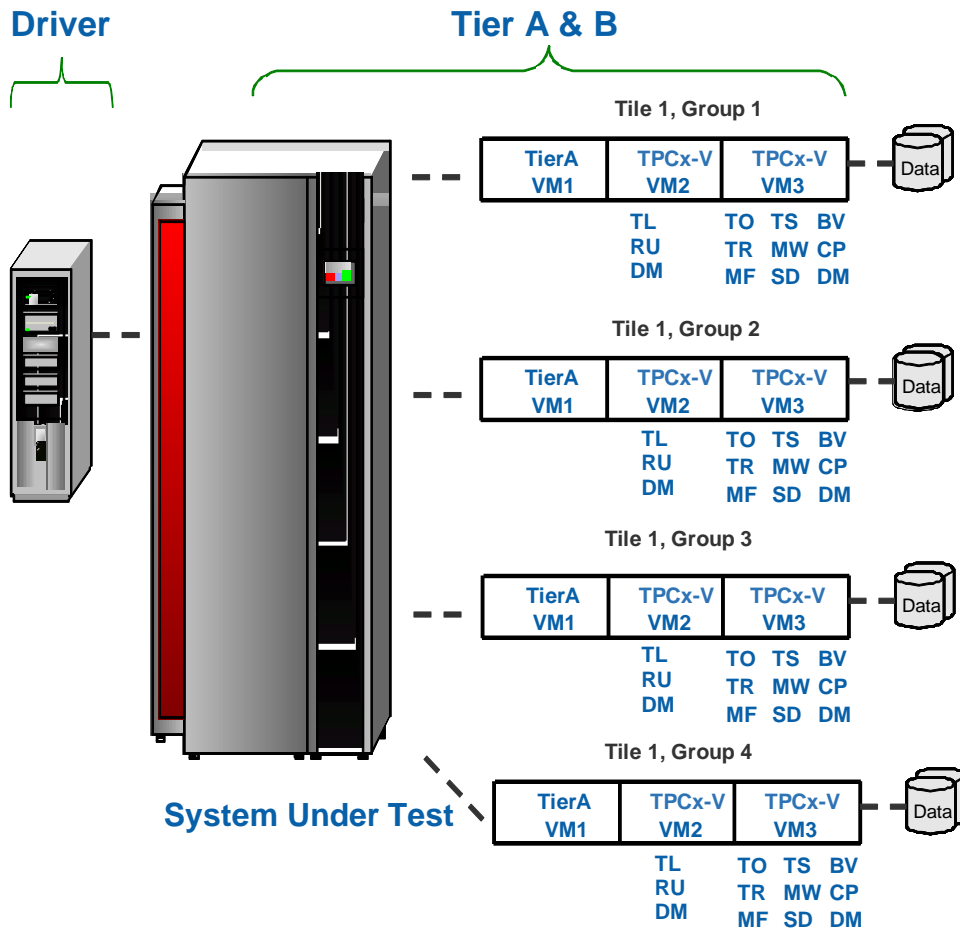 Driver
Tier A & B
Tile 1, Group 1
TierA TPCx-V TPCx-V
VM1 VM2 VM3
Data
TL TO TS BV
RU TR MW CP
DM MF SD DM
Tile 1, Group 2
TierA TPCx-V TPCx-V
VM1 VM2 VM3
Data
TL TO TS BV
RU TR MW CP
DM MF SD DM
Tile 1, Group 3
TierA TPCx-V TPCx-V
VM1 VM2 VM3
Data
TL TO TS BV
RU TR MW CP
DM MF SD DM
Tile 1, Group 4
System Under Test
TierA TPCx-V TPCx-V
VM1 VM2 VM3
Data
TL TO TS BV
RU TR MW CP
DM MF SD DM